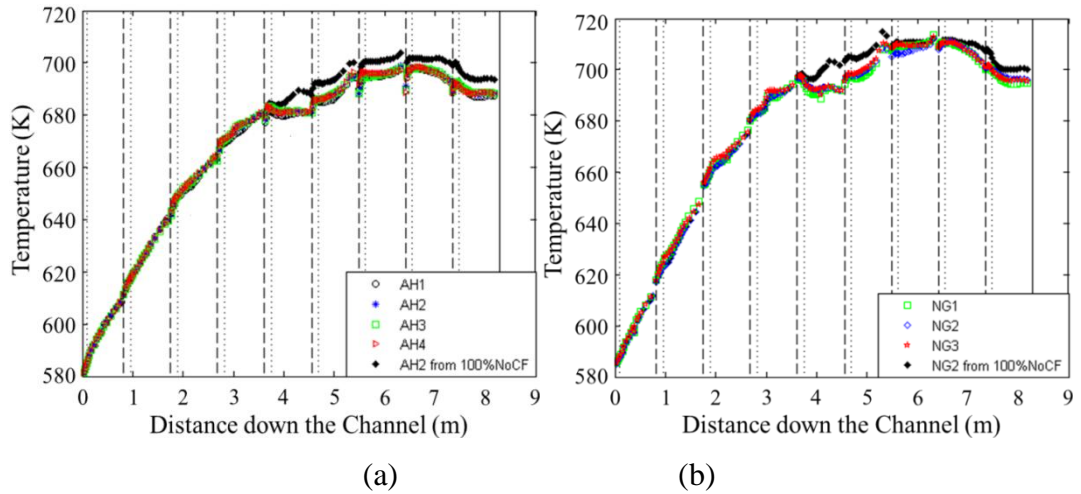 720
700
680
660
640
620
600
580
Temperature (K)
0 1 2 3 4 5 6 7 8 9
Distance down the Channel (m)
AH1
AH2
AH3
AH4
AH2 from 100%NoCF
(a)
720
700
680
660
640
620
600
580
Temperature (K)
0 1 2 3 4 5 6 7 8 9
Distance down the Channel (m)
NG1
NG2
NG3
NG2 from 100%NoCF
(b)